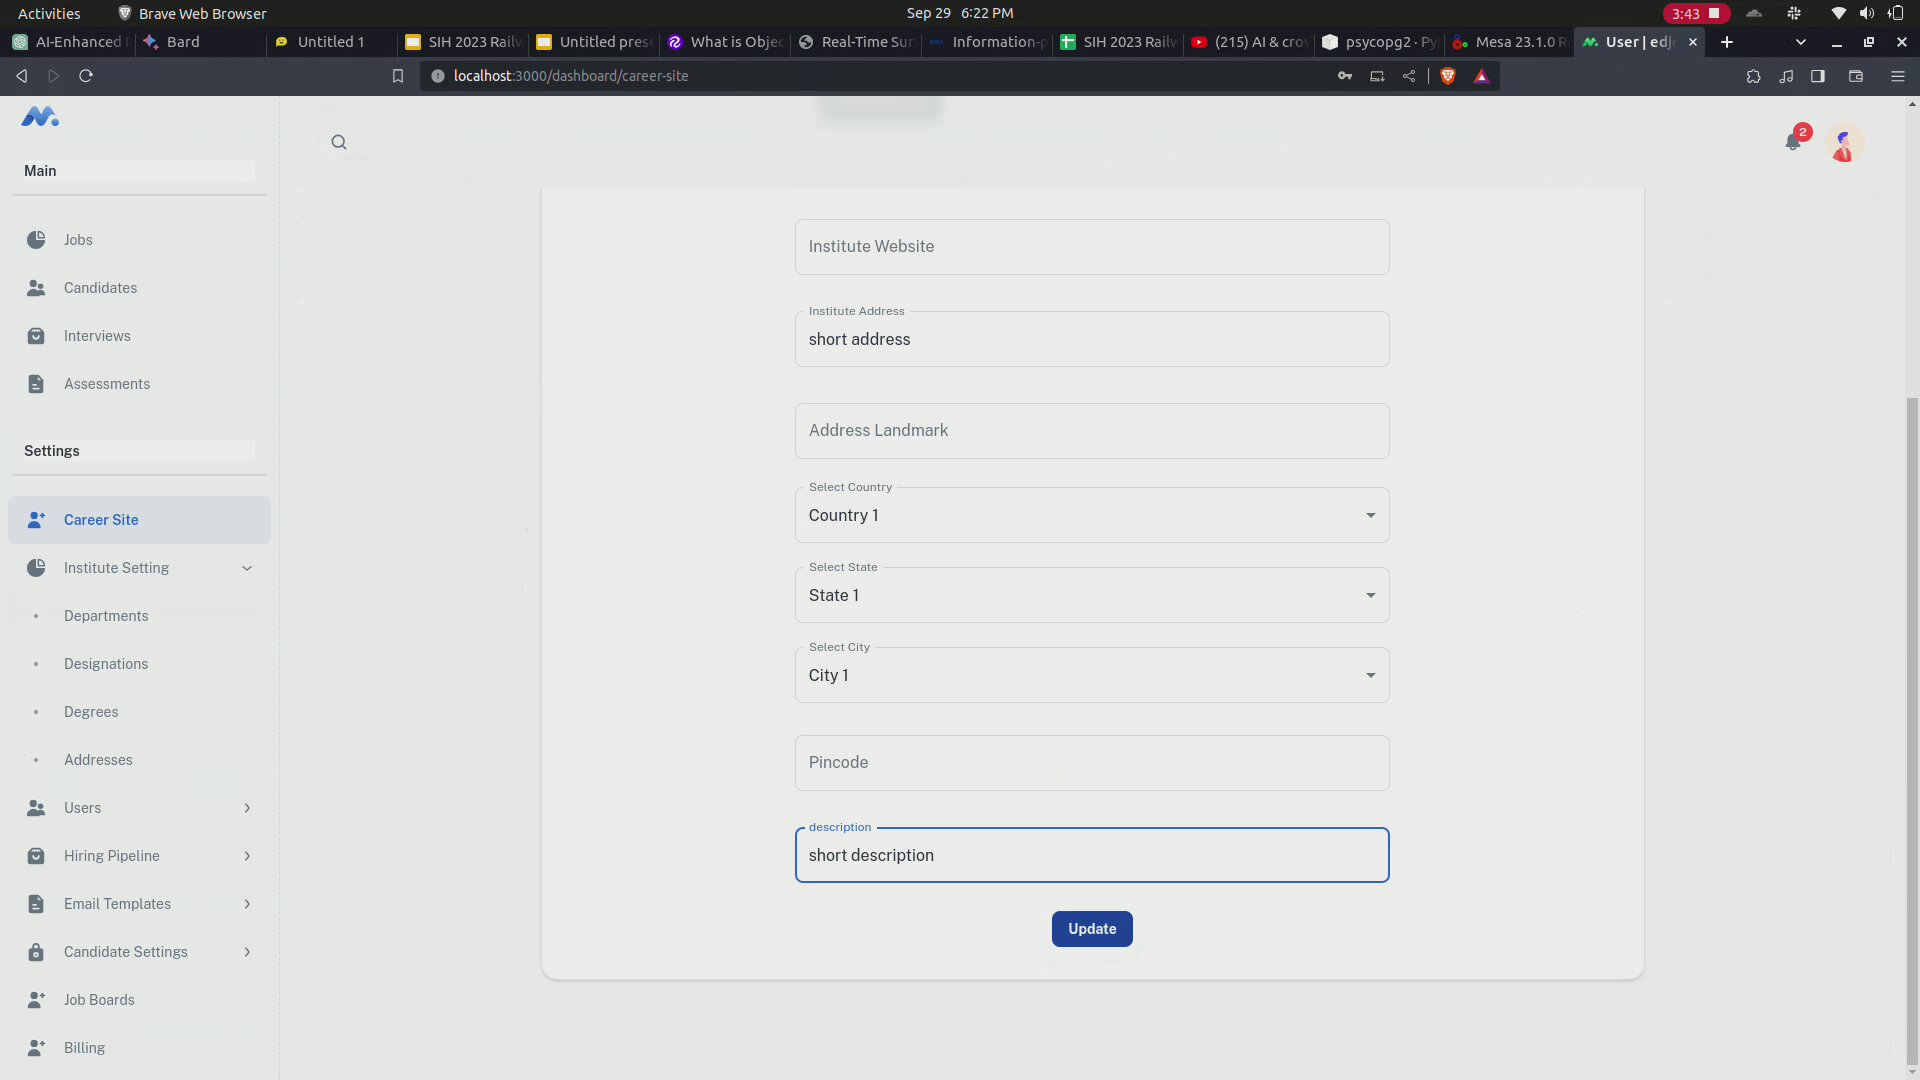 Activities
Brave Web Browser
Sep 29 6:22 PM
3:43
AI-Enhanced
Bard
Untitled 1
SIH 2023 Railw
Untitled prese
What is Objec
Real-Time Sur
Information-p
SIH 2023 Railw
(215) AI & crow
psycopg2 · Py
Mesa 23.1.0 R
User | edjo
localhost:3000/dashboard/career-site
2
Main
Jobs
Candidates
Interviews
Assessments
Settings
Career Site
Institute Setting
Departments
Designations
Degrees
Addresses
Users
Hiring Pipeline
Email Templates
Candidate Settings
Job Boards
Billing
Institute Website
Institute Address
short address
Address Landmark
Select Country
Country 1
Select State
State 1
Select City
City 1
Pincode
description
short description
Update